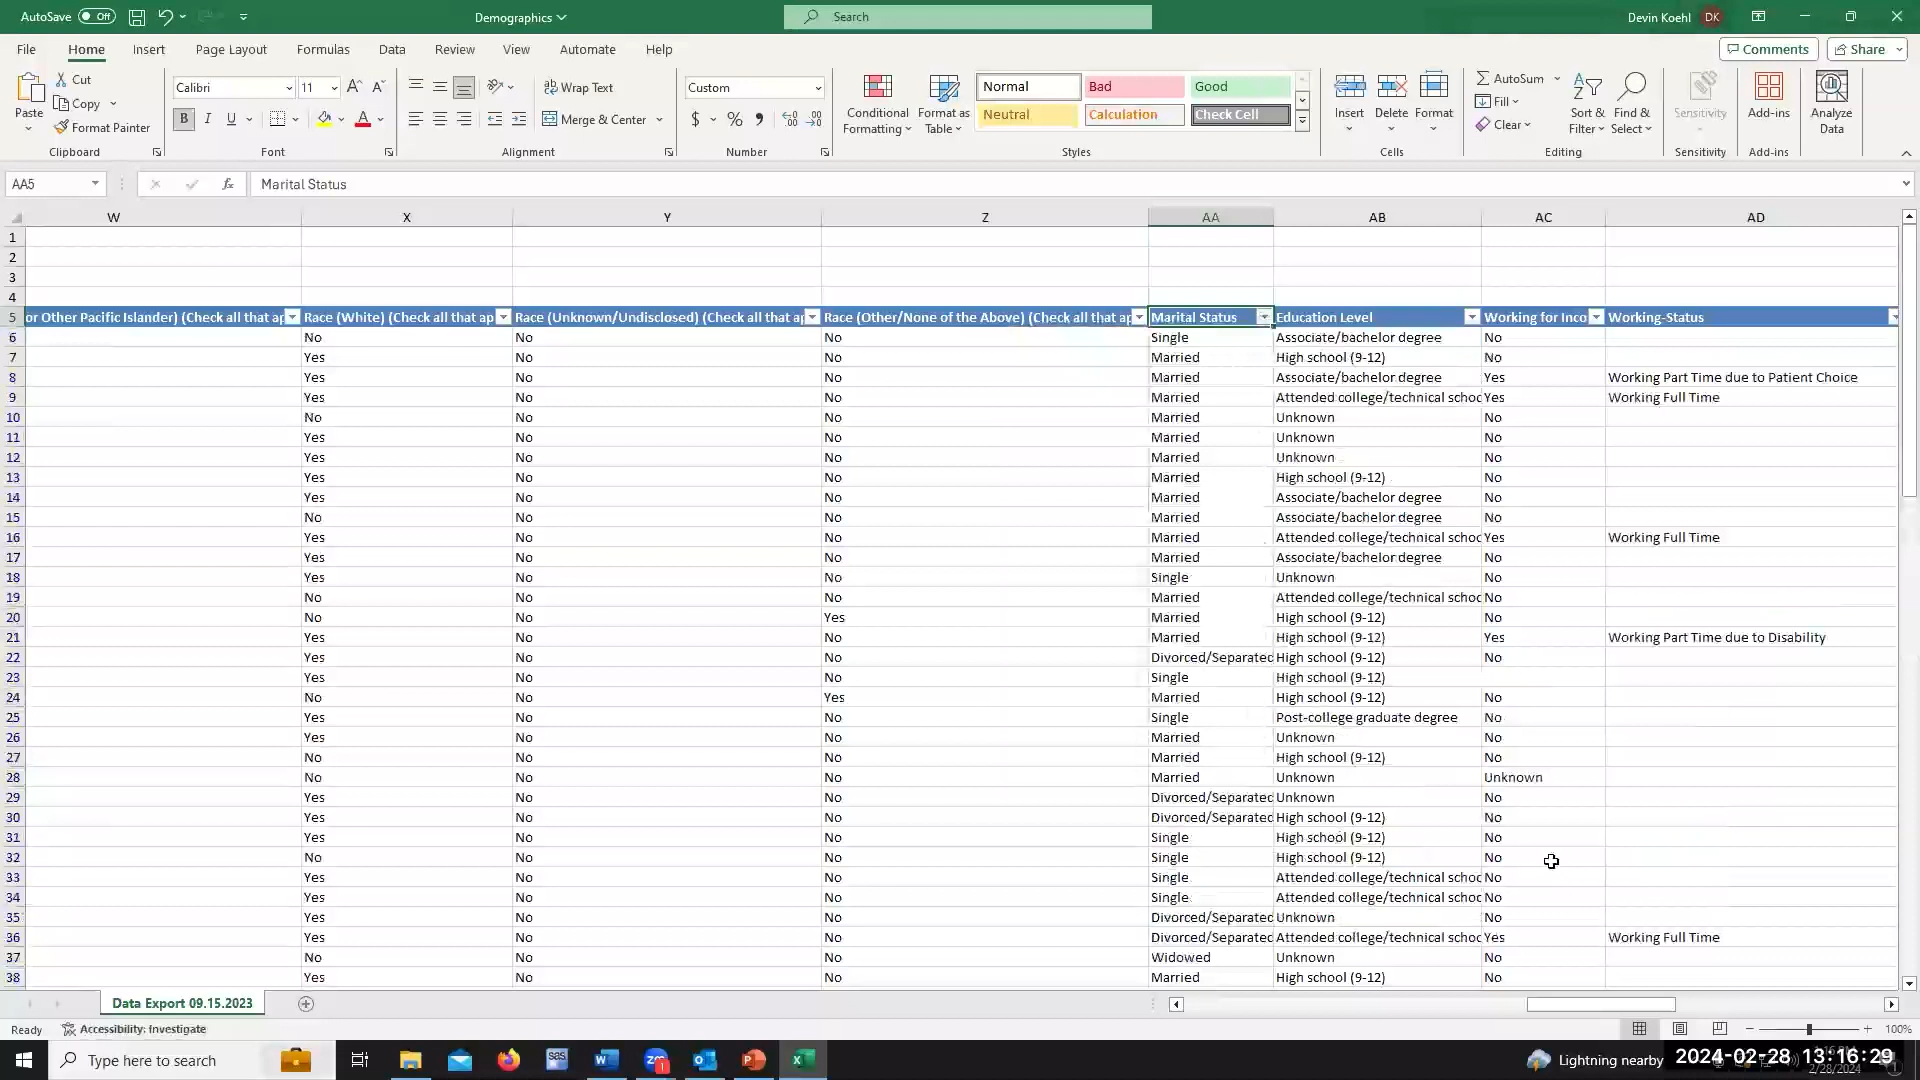 AutoSave Off Demographics Search Devin Koehl DK
File Home Insert Page Layout Formulas Data Review View Automate Help Comments Share
Paste Cut Copy Format Painter Clipboard
Calibri 11 B I U Font
Wrap Text Merge & Center Alignment
Custom $ % Number
Conditional Formatting Format as Table Normal Bad Good Neutral Calculation Check Cell Styles
Insert Delete Format Cells
AutoSum Fill Clear Sort & Filter Find & Select Editing
Sensitivity Sensitivity
Add-ins Add-ins
Analyze Data
AA5 fx Marital Status
W X Y Z AA AB AC AD
1
2
3
4
5 or Other Pacific Islander) (Check all that ap Race (White) (Check all that ap Race (Unknown/Undisclosed) (Check all that ap Race (Other/None of the Above) (Check all that ap Marital Status Education Level Working for Inco Working-Status
6 No No No Single Associate/bachelor degree No
7 Yes No No Married High school (9-12) No
8 Yes No No Married Associate/bachelor degree Yes Working Part Time due to Patient Choice
9 Yes No No Married Attended college/technical schoo Yes Working Full Time
10 No No No Married Unknown No
11 Yes No No Married Unknown No
12 Yes No No Married Unknown No
13 Yes No No Married High school (9-12) No
14 Yes No No Married Associate/bachelor degree No
15 No No No Married Associate/bachelor degree No
16 Yes No No Married Attended college/technical schoo Yes Working Full Time
17 Yes No No Married Associate/bachelor degree No
18 Yes No No Single Unknown No
19 No No No Married Attended college/technical schoo No
20 No No Yes Married High school (9-12) No
21 Yes No No Married High school (9-12) Yes Working Part Time due to Disability
22 Yes No No Divorced/Separated High school (9-12) No
23 Yes No No Single High school (9-12)
24 No No Yes Married High school (9-12) No
25 Yes No No Single Post-college graduate degree No
26 Yes No No Married Unknown No
27 No No No Married High school (9-12) No
28 No No No Married Unknown Unknown
29 Yes No No Divorced/Separated Unknown No
30 Yes No No Divorced/Separated High school (9-12) No
31 Yes No No Single High school (9-12) No
32 No No No Single High school (9-12) No
33 Yes No No Single Attended college/technical schoo No
34 Yes No No Single Attended college/technical schoo No
35 Yes No No Divorced/Separated Unknown No
36 Yes No No Divorced/Separated Attended college/technical schoo Yes Working Full Time
37 No No No Widowed Unknown No
38 Yes No No Married High school (9-12) No
Data Export 09.15.2023
Ready Accessibility: Investigate 100%
Type here to search Lightning nearby 2024-02-28 13:16:29
2/28/2024